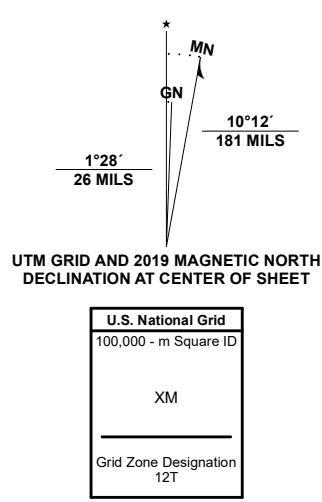 ★
MN
GN
10°12´
181 MILS
1°28´
26 MILS
UTM GRID AND 2019 MAGNETIC NORTH
DECLINATION AT CENTER OF SHEET
U.S. National Grid
100,000 - m Square ID
XM
Grid Zone Designation
12T